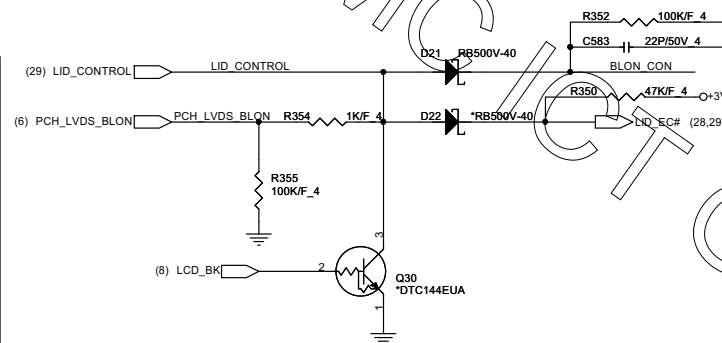 R352 100K/F_4
C583 22P/50V_4
D21 RB500V-40
(29) LID_CONTROL LID_CONTROL BLON_CON
R350 47K/F_4 +3V
(6) PCH_LVDS_BLON PCH_LVDS_BLON R354 1K/F_4 D22 *RB500V-40 LID_EC# (28,29
R355
100K/F_4
3
(8) LCD_BK 2
Q30
*DTC144EUA
1